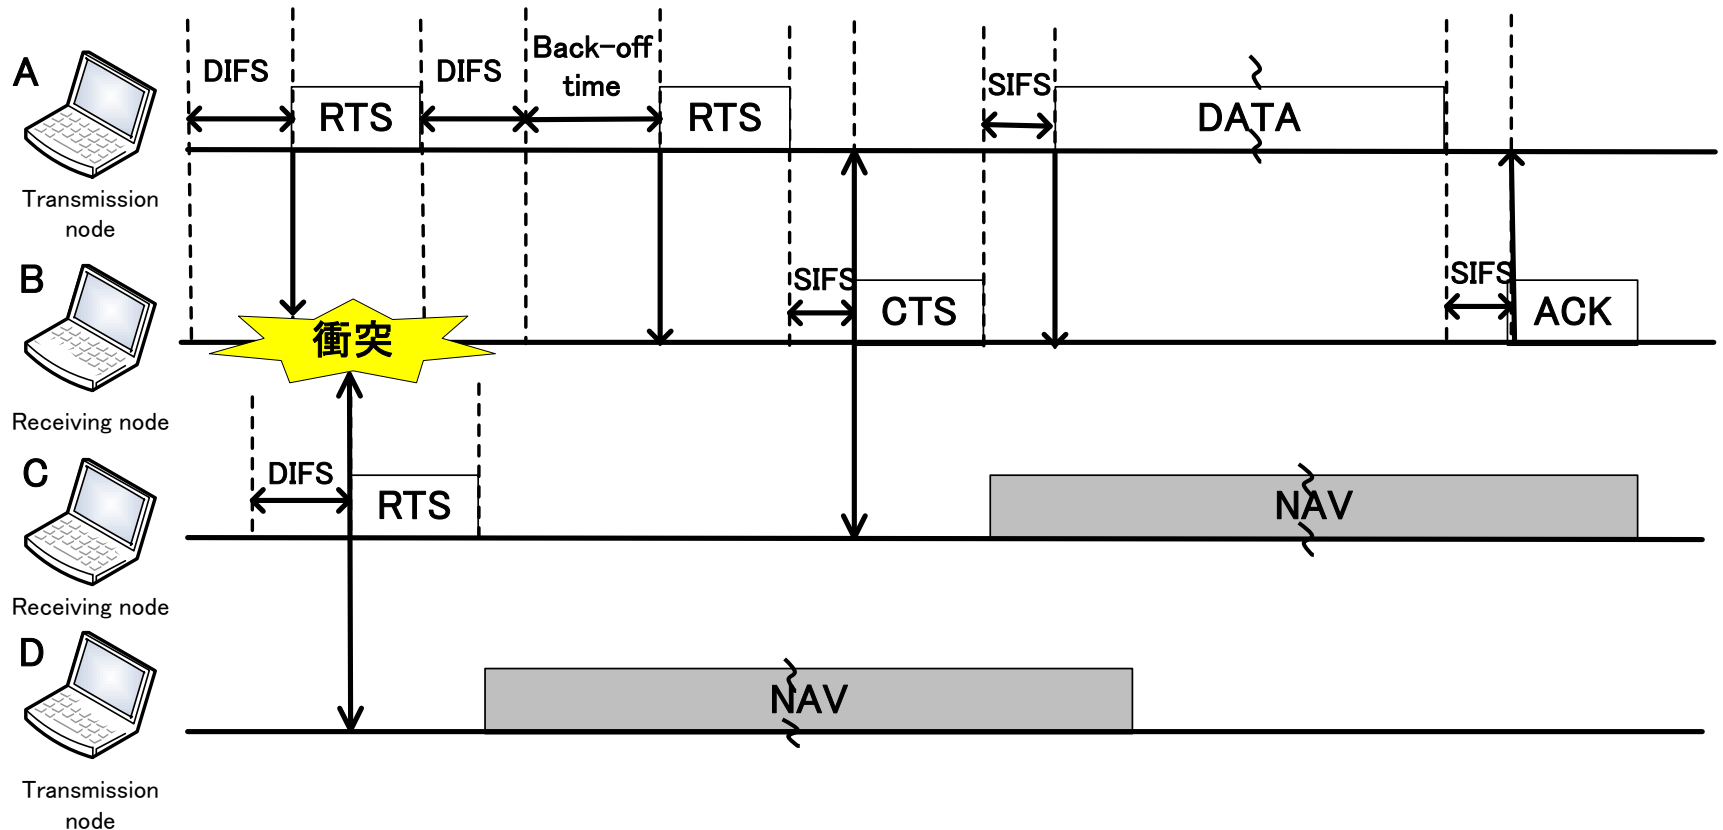 A
DIFS
RTS
DIFS
Back-off
time
RTS
SIFS
DATA
Transmission
node
B
衝突
SIFS
CTS
SIFS
ACK
Receiving node
C
DIFS
RTS
NAV
Receiving node
D
NAV
Transmission
node